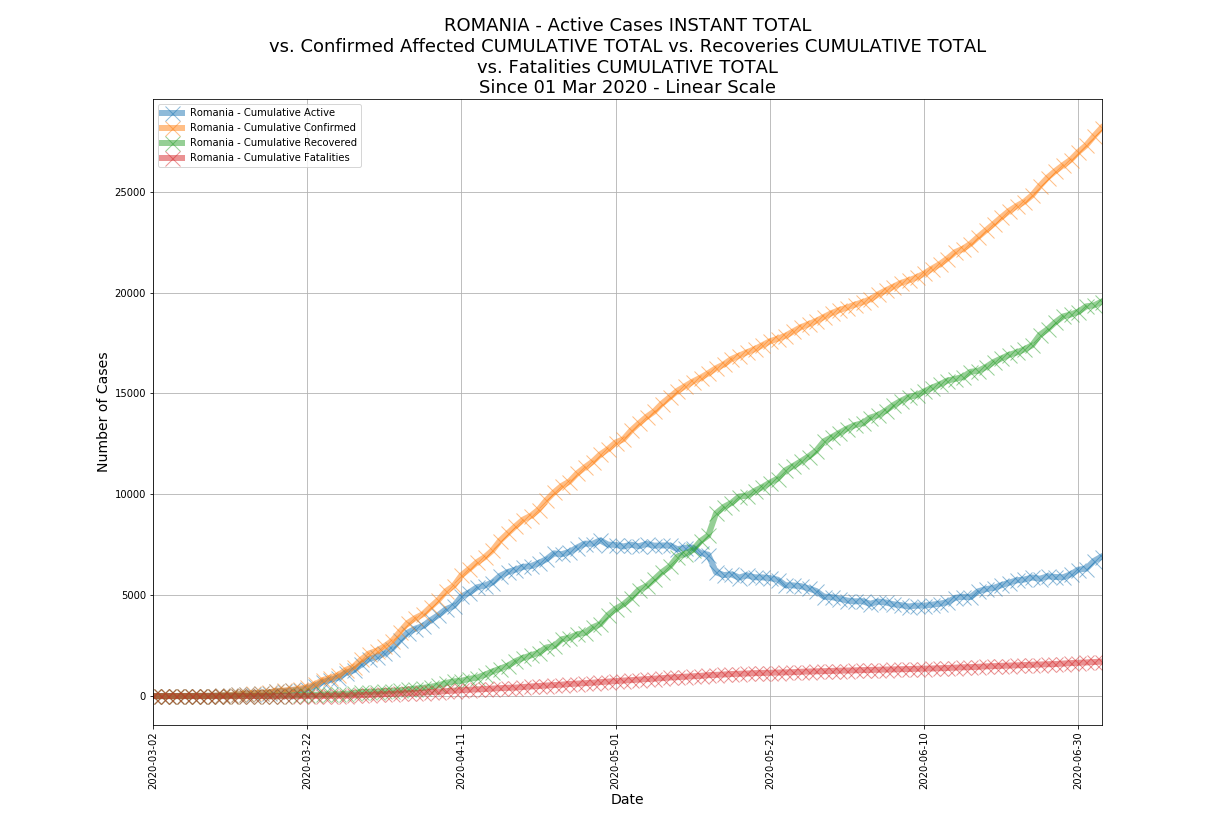 ROMANIA - Active Cases INSTANT TOTAL
vs. Confirmed Affected CUMULATIVE TOTAL vs. Recoveries CUMULATIVE TOTAL
vs. Fatalities CUMULATIVE TOTAL
Since 01 Mar 2020 - Linear Scale
Romania - Cumulative Active
Romania - Cumulative Confirmed
Romania - Cumulative Recovered
Romania - Cumulative Fatalities
Number of Cases
25000
20000
15000
10000
5000
0
2020-03-02
2020-03-22
2020-04-11
2020-05-01
2020-05-21
2020-06-10
2020-06-30
Date